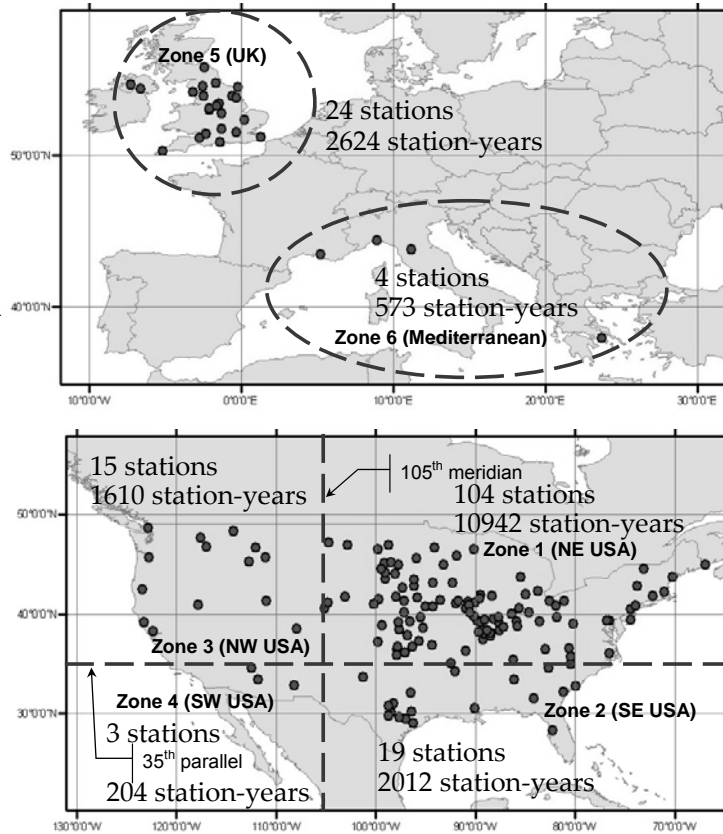 Zone 5 (UK)
24 stations
2624 station-years
50°0'0"N
4 stations
573 station-years
40°0'0"N
Zone 6 (Mediterranean)
10°0'0"W 0°0'0"E 10°0'0"E 20°0'0"E 30°0'0"E
15 stations
1610 station-years
105th meridian
104 stations
10942 station-years
50°0'0"N
Zone 1 (NE USA)
40°0'0"N
Zone 3 (NW USA)
Zone 4 (SW USA)
Zone 2 (SE USA)
30°0'0"N
3 stations
35th parallel
204 station-years
19 stations
2012 station-years
130°0'0"W 120°0'0"W 110°0'0"W 100°0'0"W 90°0'0"W 80°0'0"W 70°0'0"W